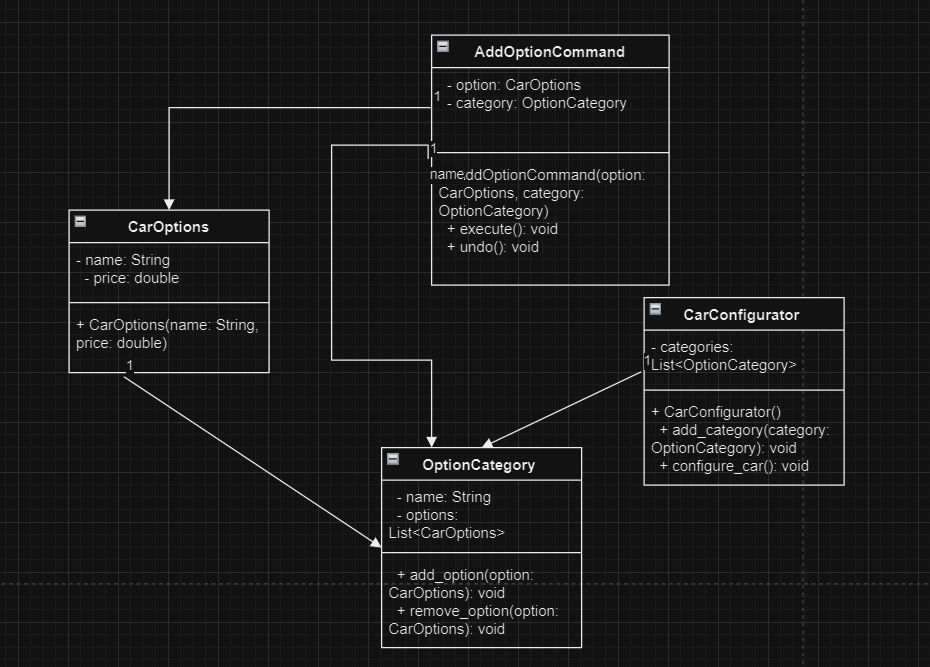 AddOptionCommand
- option: CarOptions
1
- category: OptionCategory
1
name
ddOptionCommand(option:
CarOptions, category:
OptionCategory)
+ execute(): void
+ undo(): void
CarOptions
- name: String
- price: double
+ CarOptions(name: String,
price: double)
1
CarConfigurator
- categories:
1
List<OptionCategory>
+ CarConfigurator()
+ add_category(category:
OptionCategory): void
+ configure_car(): void
OptionCategory
- name: String
- options:
List<CarOptions>
+ add_option(option:
CarOptions): void
+ remove_option(option:
CarOptions): void